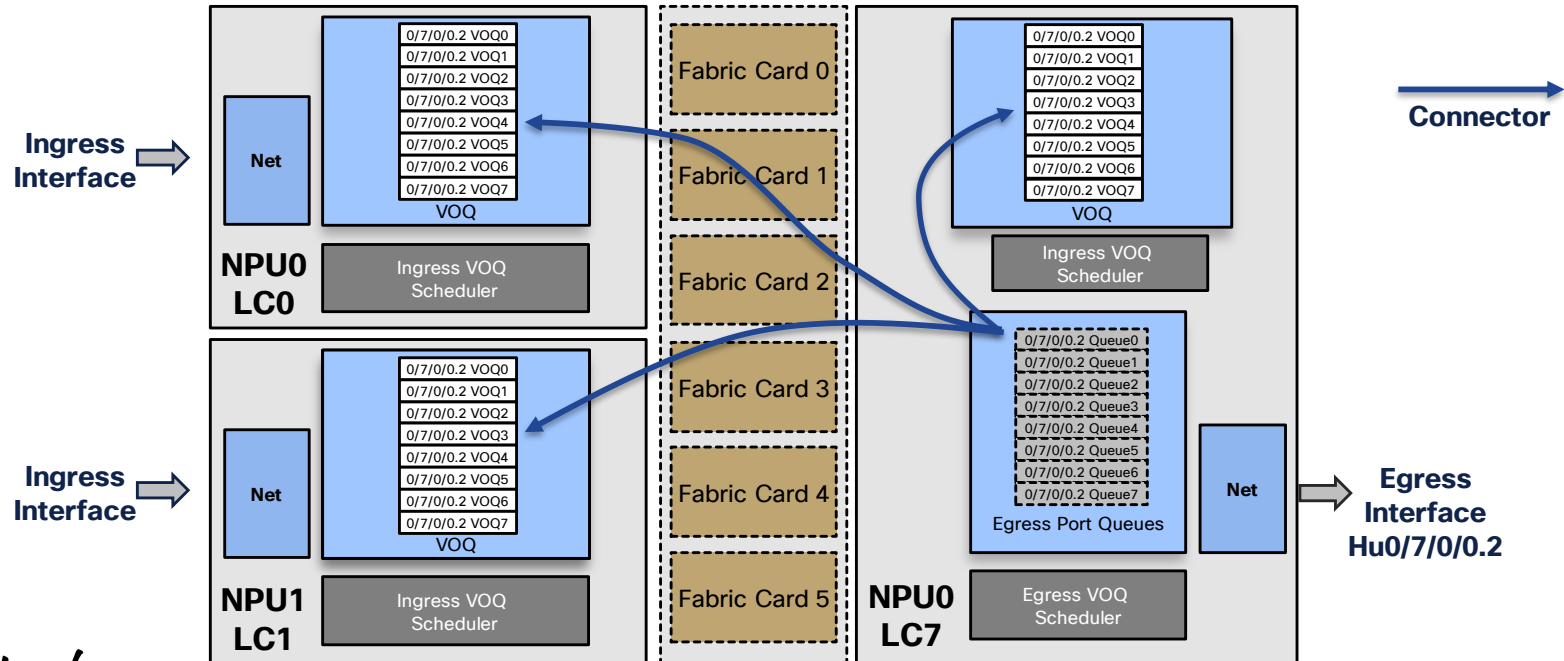 Ingress
Interface
Net
0/7/0/0.2 VOQ0
0/7/0/0.2 VOQ1
0/7/0/0.2 VOQ2
0/7/0/0.2 VOQ3
0/7/0/0.2 VOQ4
0/7/0/0.2 VOQ5
0/7/0/0.2 VOQ6
0/7/0/0.2 VOQ7
VOQ
NPU0
LC0
Ingress VOQ
Scheduler
Ingress
Interface
Net
0/7/0/0.2 VOQ0
0/7/0/0.2 VOQ1
0/7/0/0.2 VOQ2
0/7/0/0.2 VOQ3
0/7/0/0.2 VOQ4
0/7/0/0.2 VOQ5
0/7/0/0.2 VOQ6
0/7/0/0.2 VOQ7
VOQ
NPU1
LC1
Ingress VOQ
Scheduler
Fabric Card 0
Fabric Card 1
Fabric Card 2
Fabric Card 3
Fabric Card 4
Fabric Card 5
0/7/0/0.2 VOQ0
0/7/0/0.2 VOQ1
0/7/0/0.2 VOQ2
0/7/0/0.2 VOQ3
0/7/0/0.2 VOQ4
0/7/0/0.2 VOQ5
0/7/0/0.2 VOQ6
0/7/0/0.2 VOQ7
VOQ
Ingress VOQ
Scheduler
0/7/0/0.2 Queue0
0/7/0/0.2 Queue1
0/7/0/0.2 Queue2
0/7/0/0.2 Queue3
0/7/0/0.2 Queue4
0/7/0/0.2 Queue5
0/7/0/0.2 Queue6
0/7/0/0.2 Queue7
Egress Port Queues
Net
NPU0
LC7
Egress VOQ
Scheduler
Connector
Egress
Interface
Hu0/7/0/0.2